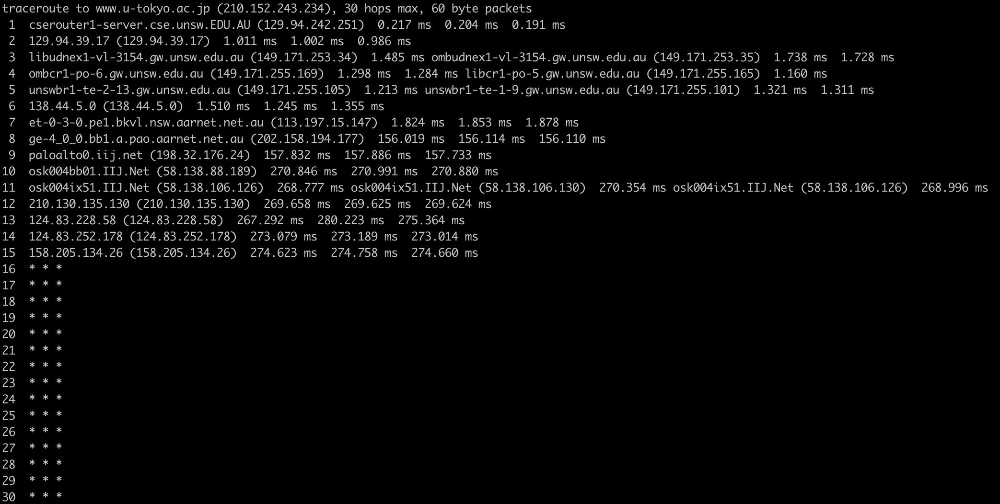 traceroute to www.u-tokyo.ac.jp (210.152.243.234), 30 hops max, 60 byte packets
 1  cserouter1-server.cse.unsw.EDU.AU (129.94.242.251)  0.217 ms  0.204 ms  0.191 ms
 2  129.94.39.17 (129.94.39.17)  1.011 ms  1.002 ms  0.986 ms
 3  libudnex1-vl-3154.gw.unsw.edu.au (149.171.253.34)  1.485 ms ombudnex1-vl-3154.gw.unsw.edu.au (149.171.253.35)  1.738 ms  1.728 ms
 4  ombcr1-po-6.gw.unsw.edu.au (149.171.255.169)  1.298 ms  1.284 ms libcr1-po-5.gw.unsw.edu.au (149.171.255.165)  1.160 ms
 5  unswbr1-te-2-13.gw.unsw.edu.au (149.171.255.105)  1.213 ms unswbr1-te-1-9.gw.unsw.edu.au (149.171.255.101)  1.321 ms  1.311 ms
 6  138.44.5.0 (138.44.5.0)  1.510 ms  1.245 ms  1.355 ms
 7  et-0-3-0.pe1.bkvl.nsw.aarnet.net.au (113.197.15.147)  1.824 ms  1.853 ms  1.878 ms
 8  ge-4_0_0.bb1.a.pao.aarnet.net.au (202.158.194.177)  156.019 ms  156.114 ms  156.110 ms
 9  paloalto0.iij.net (198.32.176.24)  157.832 ms  157.886 ms  157.733 ms
10  osk004bb01.IIJ.Net (58.138.88.189)  270.846 ms  270.991 ms  270.880 ms
11  osk004ix51.IIJ.Net (58.138.106.126)  268.777 ms osk004ix51.IIJ.Net (58.138.106.130)  270.354 ms osk004ix51.IIJ.Net (58.138.106.126)  268.996 ms
12  210.130.135.130 (210.130.135.130)  269.658 ms  269.625 ms  269.624 ms
13  124.83.228.58 (124.83.228.58)  267.292 ms  280.223 ms  275.364 ms
14  124.83.252.178 (124.83.252.178)  273.079 ms  273.189 ms  273.014 ms
15  158.205.134.26 (158.205.134.26)  274.623 ms  274.758 ms  274.660 ms
16  * * *
17  * * *
18  * * *
19  * * *
20  * * *
21  * * *
22  * * *
23  * * *
24  * * *
25  * * *
26  * * *
27  * * *
28  * * *
29  * * *
30  * * *